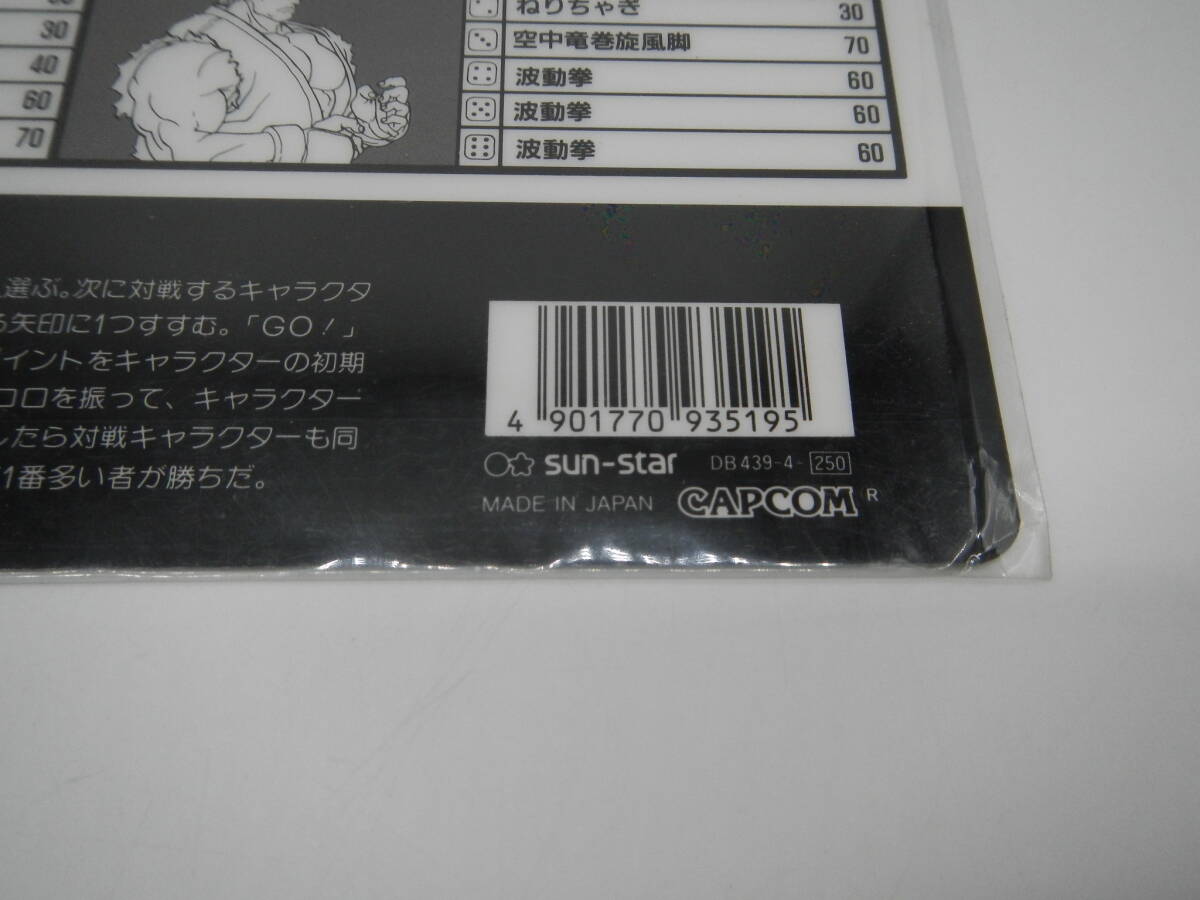 30
40
60
70
ねりちゃぎ 30
空中竜巻旋風脚 70
波動拳 60
波動拳 60
波動拳 60
選ぶ。次に対戦するキャラクタ
る矢印に1つすすむ。「GO!」
イントをキャラクターの初期
コロを振って、キャラクター
したら対戦キャラクターも同
1番多い者が勝ちだ。
4 901770 935195
sun-star DB439-4-250
MADE IN JAPAN CAPCOM R